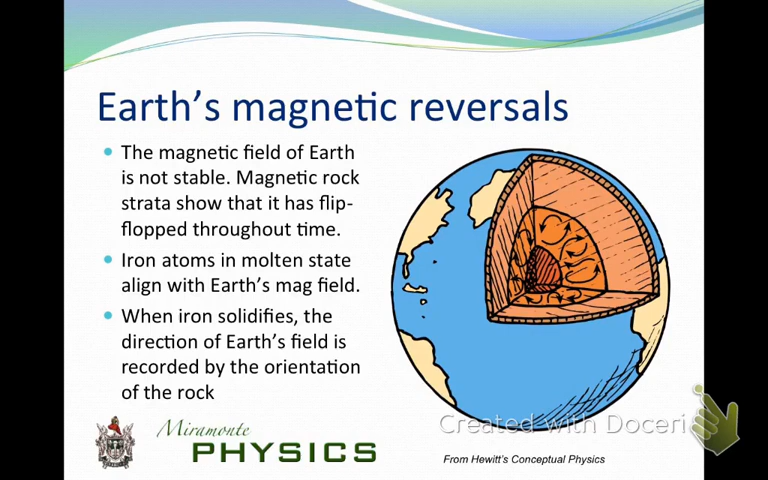 Earth's magnetic reversals
The magnetic field of Earth
is not stable. Magnetic rock
strata show that it has flip-
flopped throughout time.
Iron atoms in molten state
align with Earth's mag field.
When iron solidifies, the
direction of Earth's field is
recorded by the orientation
of the rock
Created with Doceri
Miramonte
PHYSICS
From Hewitt's Conceptual Physics